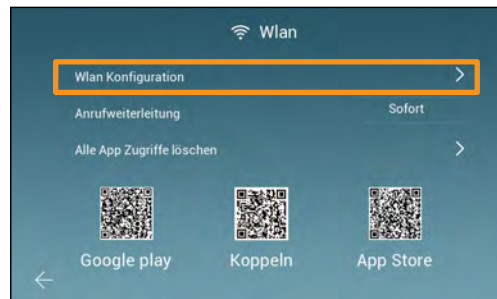 Wlan
Wlan Konfiguration
Anrufweiterleitung Sofort
Alle App Zugriffe löschen
Google play Koppeln App Store